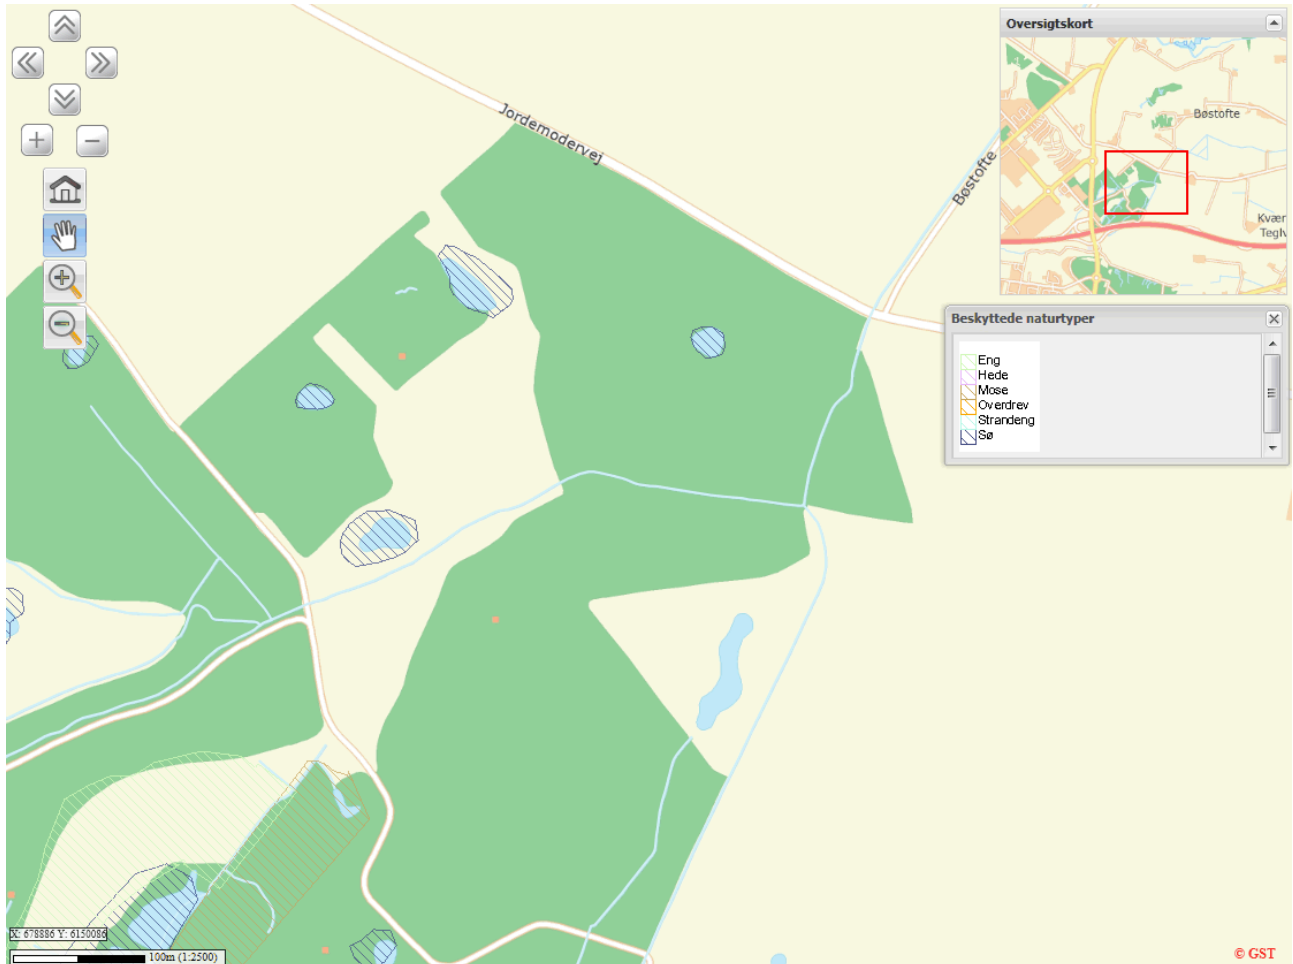 Oversigtskort
Bøstofte
Kvær
Teglv
Jordemodervej
Bøstofte
Beskyttede naturtyper
Eng
Hede
Mose
Overdrev
Strandeng
Sø
X: 678886 Y: 6150086
100m (1:2500)
© GST